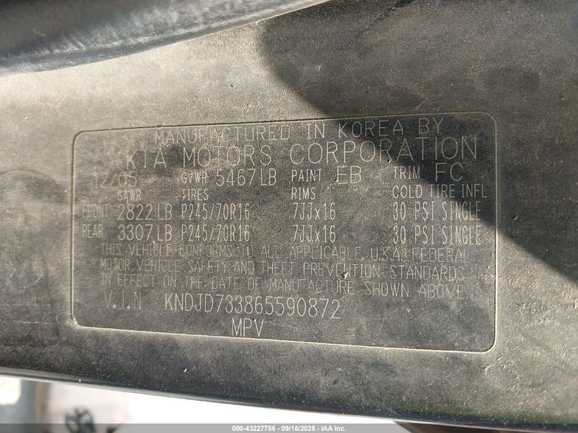 MANUFACTURED IN KOREA BY
KIA MOTORS CORPORATION
12/05 GVWR 5467LB PAINT EB TRIM FC
GAWR TIRES RIMS COLD TIRE INFL
FRONT 2822LB P245/70R16 7JJx16 30 PSI SINGLE
REAR 3307LB P245/70R16 7JJx16 30 PSI SINGLE
THIS VEHICLE CONFORMS TO ALL APPLICABLE U.S.A FEDERAL
MOTOR VEHICLE SAFETY AND THEFT PREVENTION STANDARDS
IN EFFECT ON THE DATE OF MANUFACTURE SHOWN ABOVE.
V.I.N KNDJD733865590872
MPV
000-43227786 - 09/16/2025 - IAA Inc.